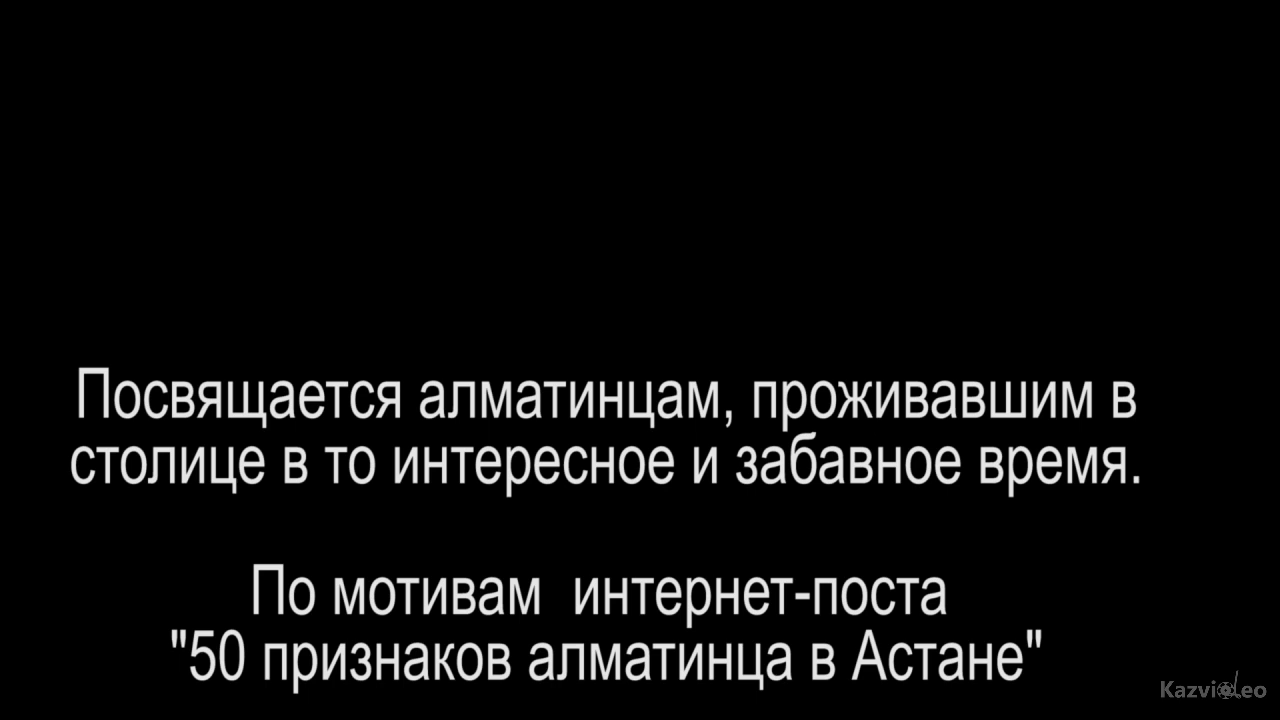 Посвящается алматинцам, проживавшим в
столице в то интересное и забавное время.
По мотивам  интернет-поста
"50 признаков алматинца в Астане"
Kazvideo